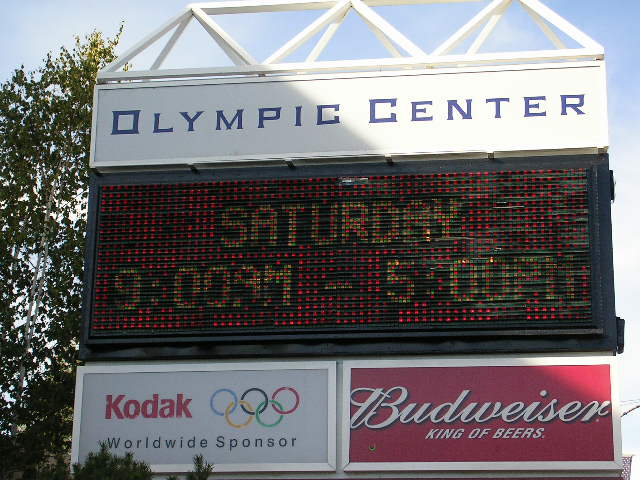 OLYMPIC CENTER
SATURDAY
9:00AM - 5:00PM
Kodak
Worldwide Sponsor
Budweiser
KING OF BEERS.